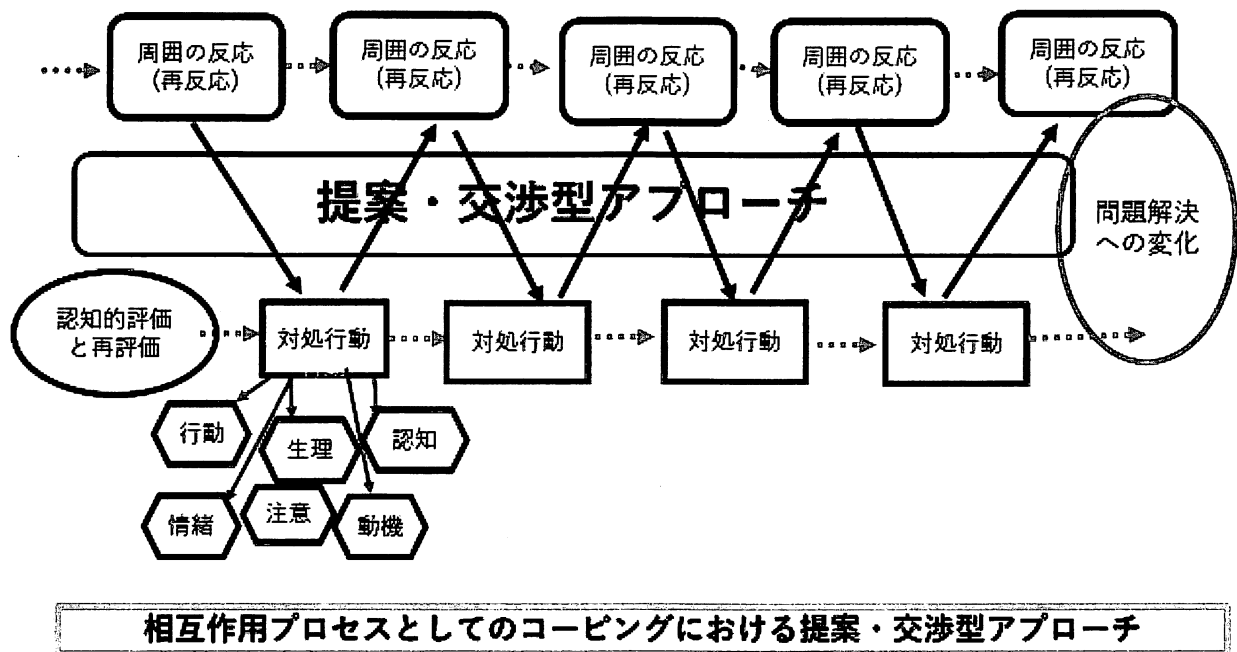 周囲の反応
(再反応)
周囲の反応
(再反応)
周囲の反応
(再反応)
周囲の反応
(再反応)
周囲の反応
(再反応)
提案・交渉型アプローチ
問題解決
への変化
認知的評価
と再評価
対処行動
対処行動
対処行動
対処行動
行動
生理
認知
情緒
注意
動機
相互作用プロセスとしてのコーピングにおける提案・交渉型アプローチ